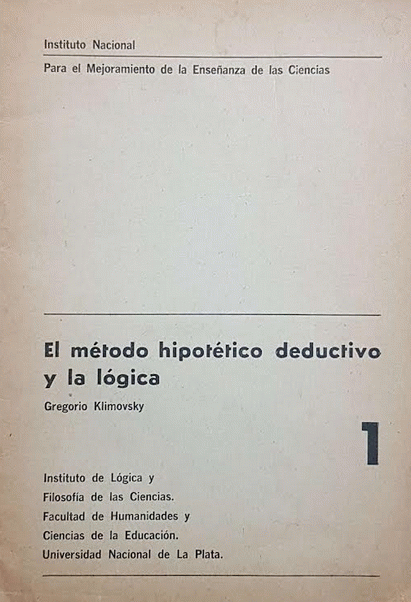 Instituto Nacional
Para el Mejoramiento de la Enseñanza de las Ciencias
El método hipotético deductivo
y la lógica
Gregorio Klimovsky
1
Instituto de Lógica y
Filosofía de las Ciencias.
Facultad de Humanidades y
Ciencias de la Educación.
Universidad Nacional de La Plata.